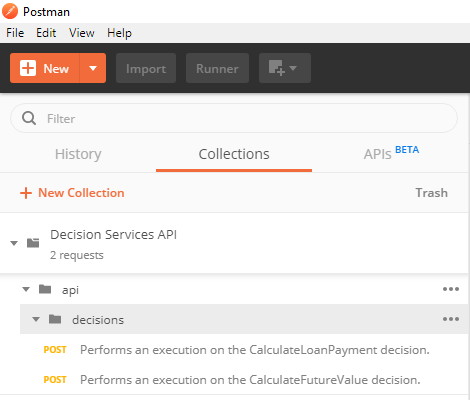 Postman
File Edit View Help
New Import Runner
Filter
History Collections APIs BETA
+ New Collection Trash
Decision Services API
2 requests
api
decisions
POST Performs an execution on the CalculateLoanPayment decision.
POST Performs an execution on the CalculateFutureValue decision.